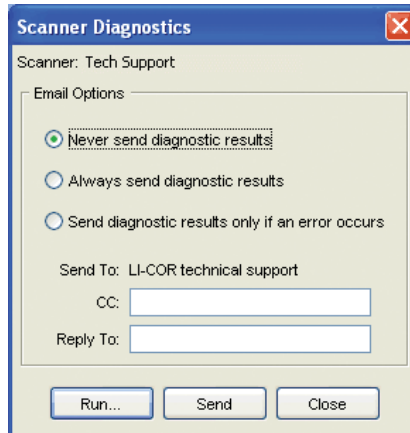 Scanner Diagnostics
Scanner: Tech Support
Email Options
Never send diagnostic results
Always send diagnostic results
Send diagnostic results only if an error occurs
Send To: LI-COR technical support
CC:
Reply To:
Run... Send Close